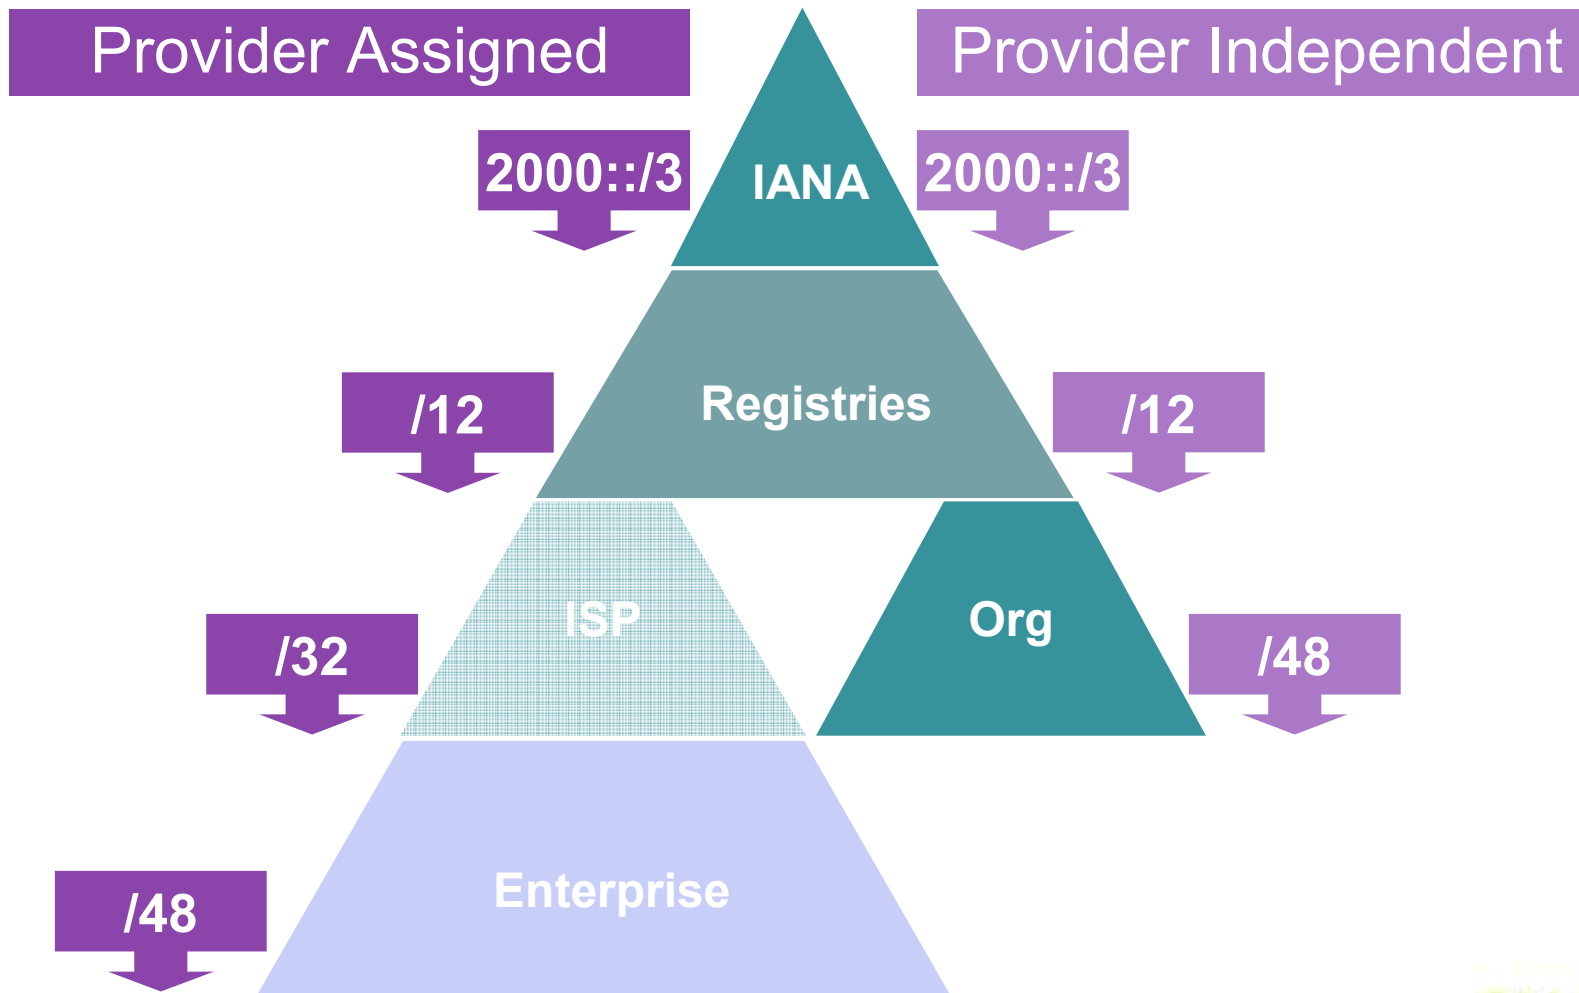 Provider Assigned
Provider Independent
2000::/3
IANA
2000::/3
/12
Registries
/12
/32
ISP
Org
/48
/48
Enterprise